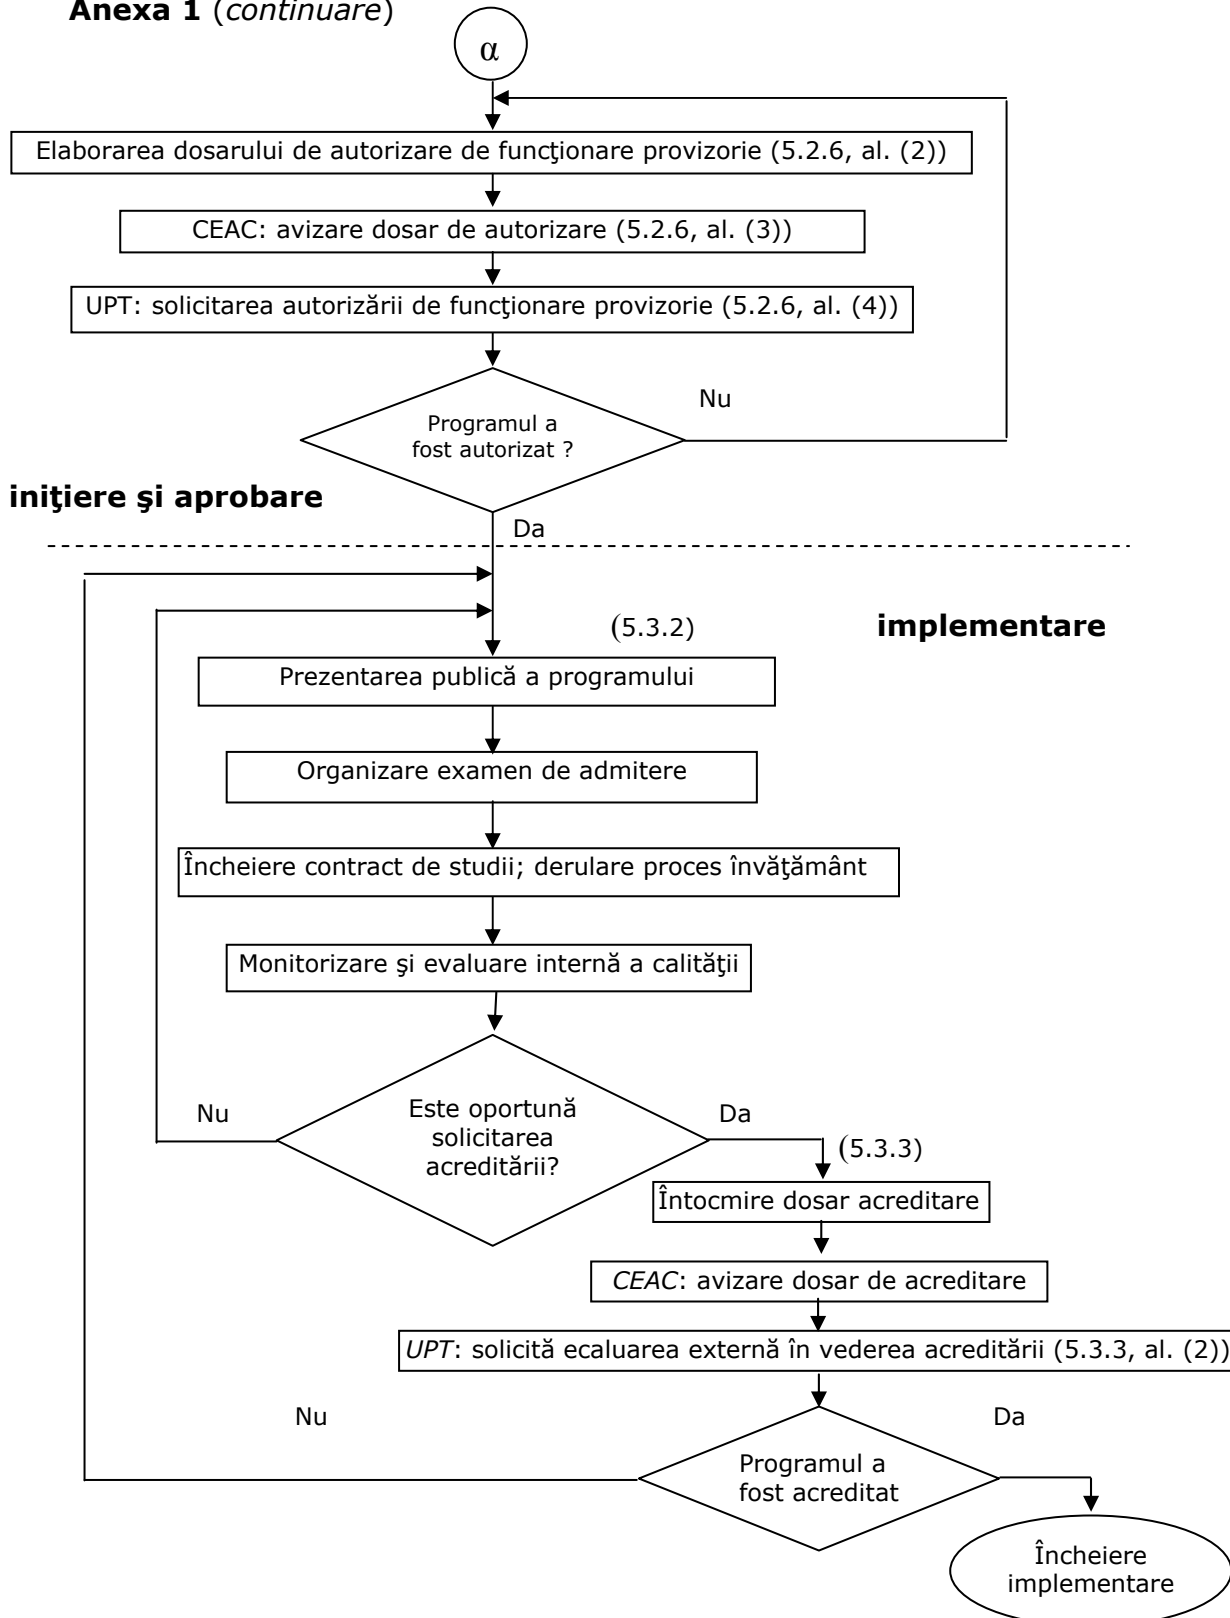 Anexa 1 (continuare)
α
Elaborarea dosarului de autorizare de funcţionare provizorie (5.2.6, al. (2))
CEAC: avizare dosar de autorizare (5.2.6, al. (3))
UPT: solicitarea autorizării de funcţionare provizorie (5.2.6, al. (4))
Nu
Programul a
fost autorizat ?
iniţiere şi aprobare
Da
(5.3.2)
implementare
Prezentarea publică a programului
Organizare examen de admitere
Încheiere contract de studii; derulare proces învăţământ
Monitorizare şi evaluare internă a calităţii
Nu
Este oportună
solicitarea
acreditării?
Da
(5.3.3)
Întocmire dosar acreditare
CEAC: avizare dosar de acreditare
UPT: solicită ecaluarea externă în vederea acreditării (5.3.3, al. (2))
Nu
Da
Programul a
fost acreditat
Încheiere
implementare